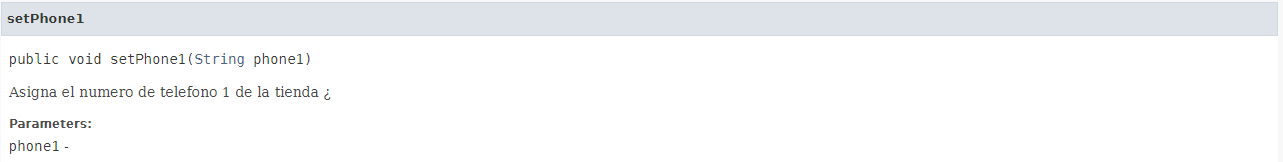 setPhone1
public void setPhone1(String phone1)
Asigna el numero de telefono 1 de la tienda ¿
Parameters:
phone1 -